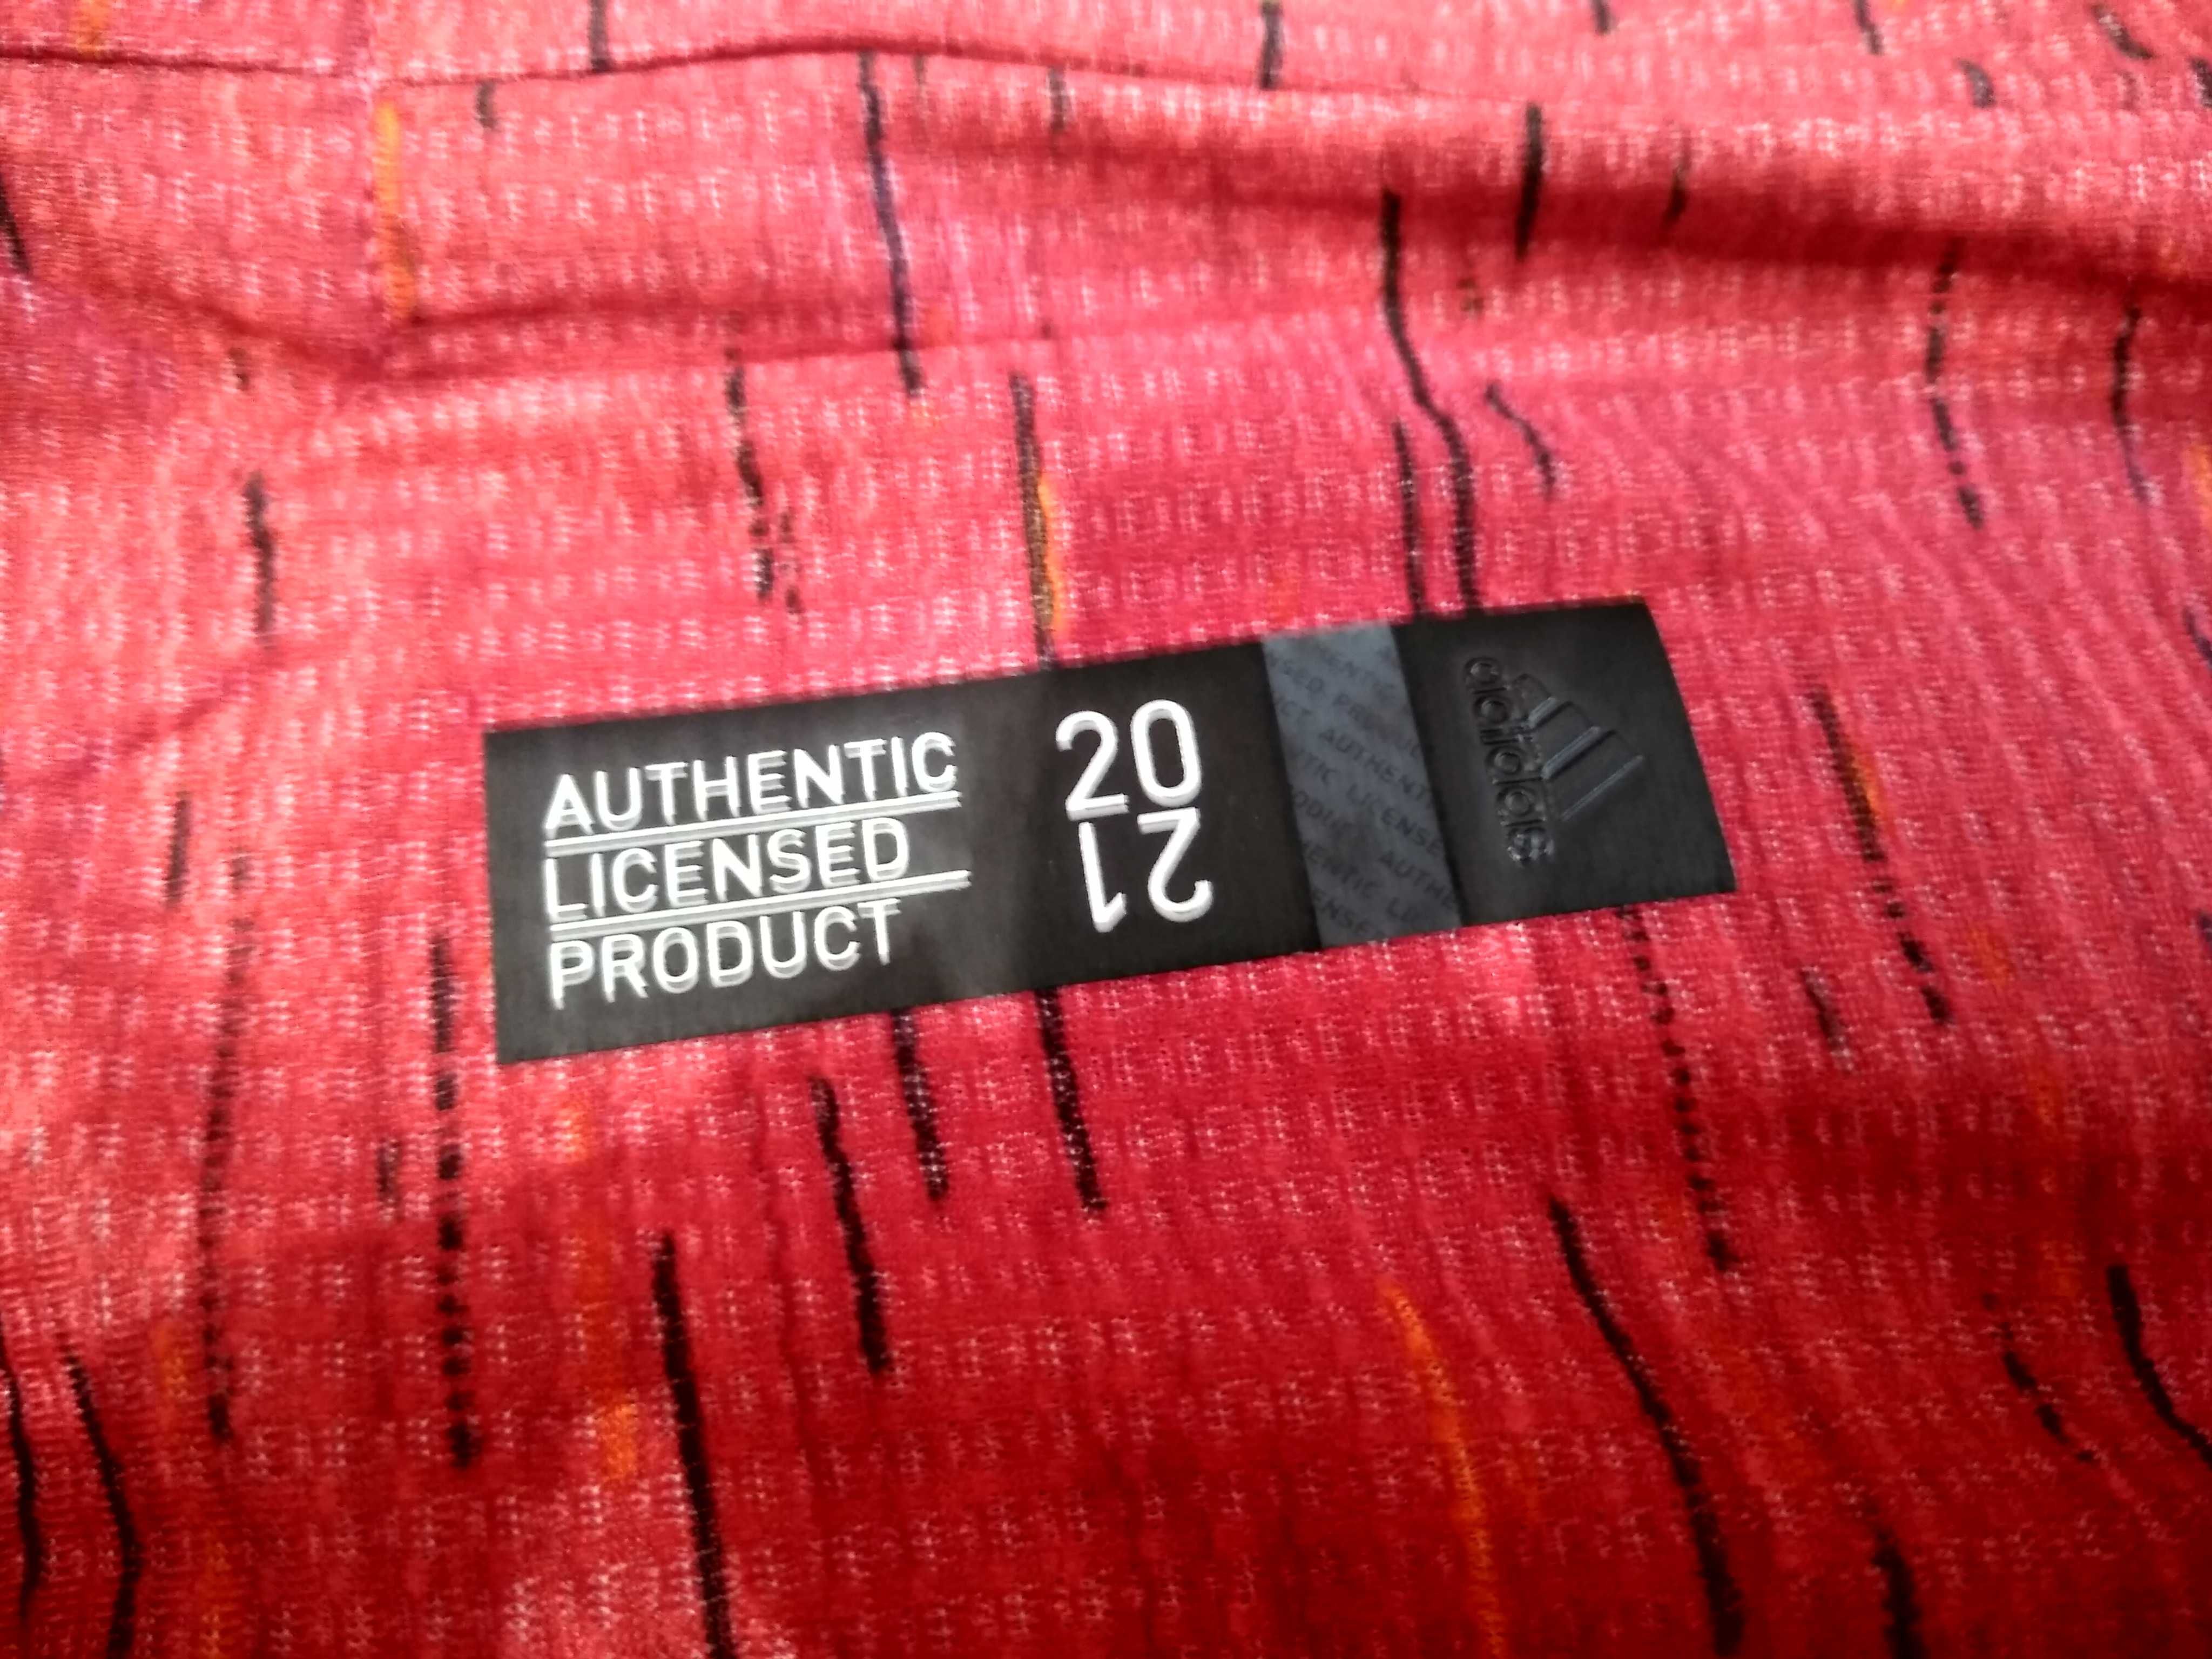 AUTHENTIC
LICENSED
PRODUCT
20
21
adidas